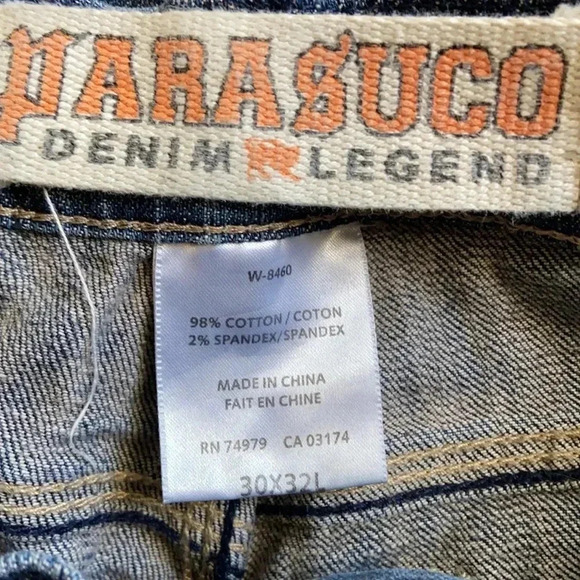 PARASUCO
DENIM LEGEND
W-8460
98% COTTON / COTON
2% SPANDEX/SPANDEX
MADE IN CHINA
FAIT EN CHINE
RN 74979 CA 03174
30X32L